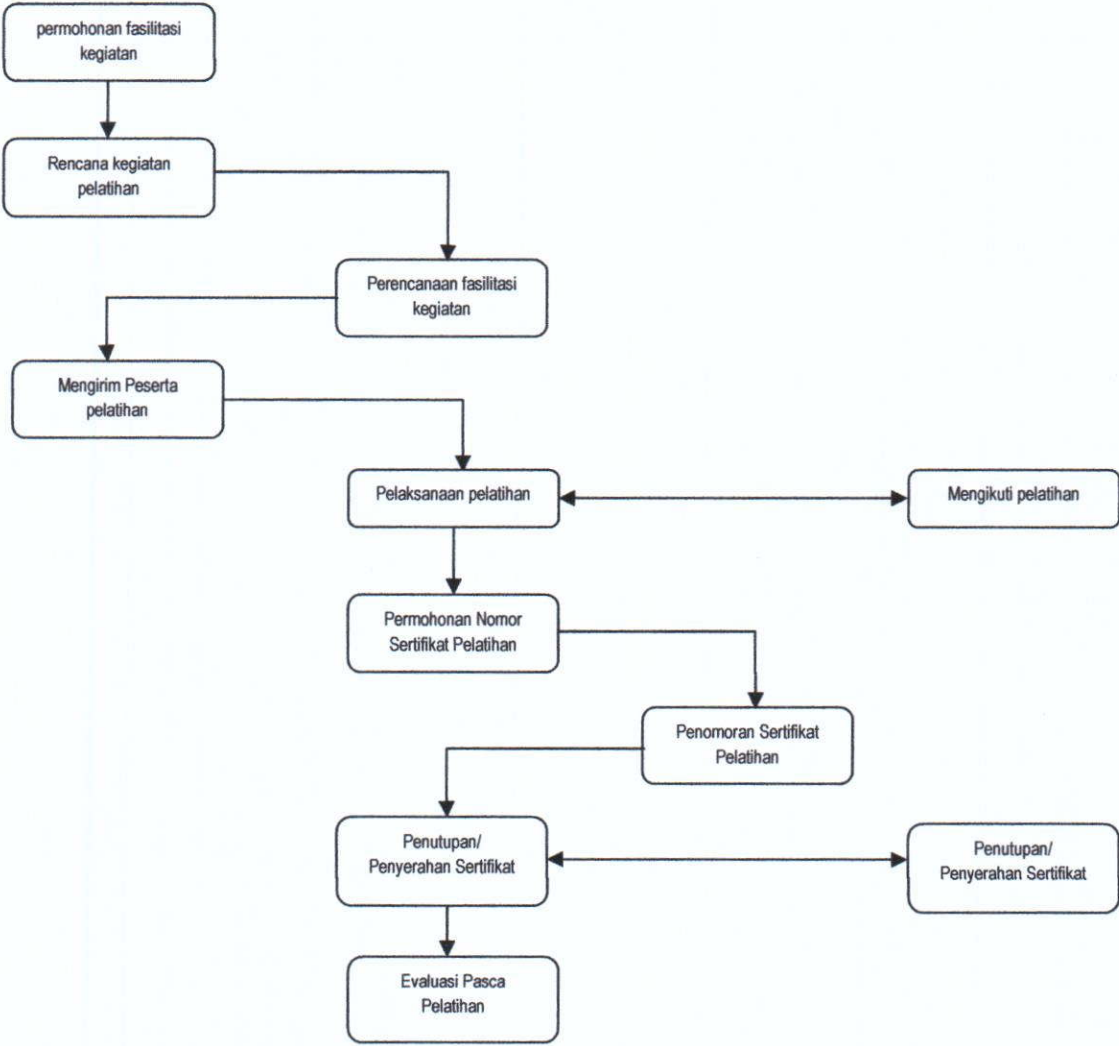 permohonan fasilitasi
kegiatan
Rencana kegiatan
pelatihan
Perencanaan fasilitasi
kegiatan
Mengirim Peserta
pelatihan
Pelaksanaan pelatihan
Mengikuti pelatihan
Permohonan Nomor
Sertifikat Pelatihan
Penomoran Sertifikat
Pelatihan
Penutupan/
Penyerahan Sertifikat
Penutupan/
Penyerahan Sertifikat
Evaluasi Pasca
Pelatihan